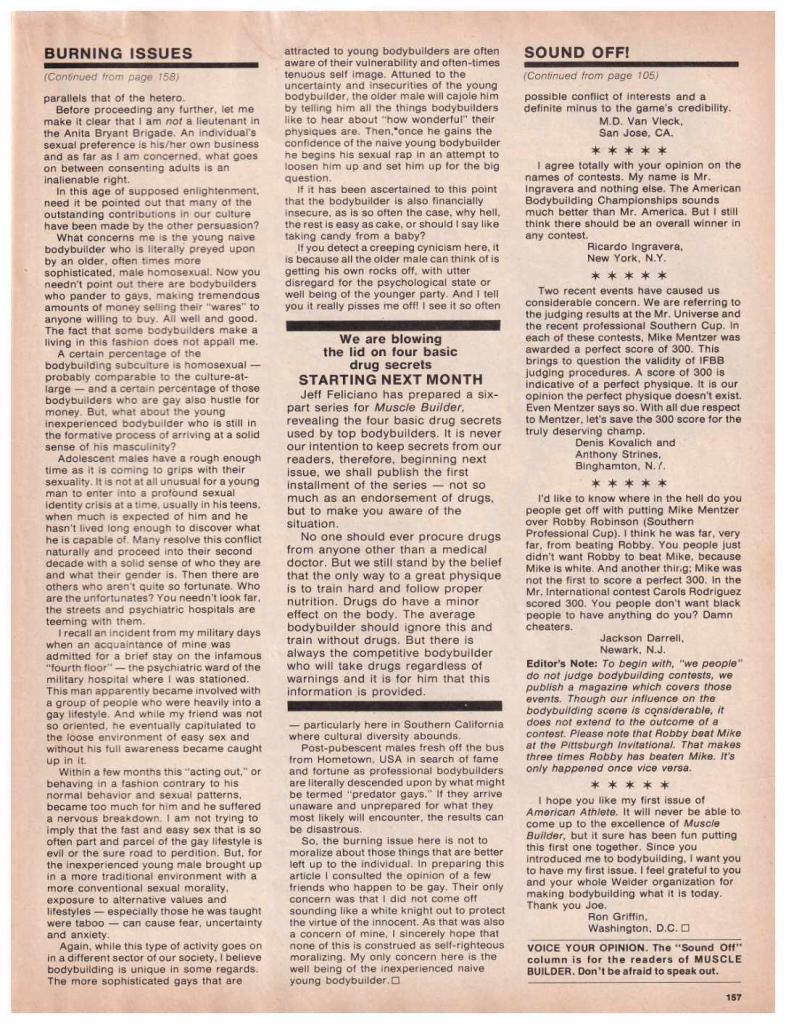 BURNING ISSUES
(Continued from page 158)
parallels that of the hetero.
Before proceeding any further, let me
make it clear that I am not a lieutenant in
the Anita Bryant Brigade. An individual's
sexual preference is his/her own business
and as far as I am concerned, what goes
on between consenting adults is an
inalienable right.
In this age of supposed enlightenment,
need it be pointed out that many of the
outstanding contributions in our culture
have been made by the other persuasion?
What concerns me is the young naive
bodybuilder who is literally preyed upon
by an older, often times more
sophisticated, male homosexual. Now you
needn't point out there are bodybuilders
who pander to gays, making tremendous
amounts of money selling their "wares" to
anyone willing to buy. All well and good.
The fact that some bodybuilders make a
living in this fashion does not appall me.
A certain percentage of the
bodybuilding subculture is homosexual —
probably comparable to the culture-at-
large — and a certain percentage of those
bodybuilders who are gay also hustle for
money. But, what about the young
inexperienced bodybuilder who is still in
the formative process of arriving at a solid
sense of his masculinity?
Adolescent males have a rough enough
time as it is coming to grips with their
sexuality. It is not at all unusual for a young
man to enter into a profound sexual
identity crisis at a time, usually in his teens,
when much is expected of him and he
hasn't lived long enough to discover what
he is capable of. Many resolve this conflict
naturally and proceed into their second
decade with a solid sense of who they are
and what their gender is. Then there are
others who aren't quite so fortunate. Who
are the unfortunates? You needn't look far,
the streets and psychiatric hospitals are
teeming with them.
I recall an incident from my military days
when an acquaintance of mine was
admitted for a brief stay on the infamous
"fourth floor" — the psychiatric ward of the
military hospital where I was stationed.
This man apparently became involved with
a group of people who were heavily into a
gay lifestyle. And while my friend was not
so oriented, he eventually capitulated to
the loose environment of easy sex and
without his full awareness became caught
up in it.
Within a few months this "acting out," or
behaving in a fashion contrary to his
normal behavior and sexual patterns,
became too much for him and he suffered
a nervous breakdown. I am not trying to
imply that the fast and easy sex that is so
often part and parcel of the gay lifestyle is
evil or the sure road to perdition. But, for
the inexperienced young male brought up
in a more traditional environment with a
more conventional sexual morality,
exposure to alternative values and
lifestyles — especially those he was taught
were taboo — can cause fear, uncertainty
and anxiety.
Again, while this type of activity goes on
in a different sector of our society, I believe
bodybuilding is unique in some regards.
The more sophisticated gays that are
attracted to young bodybuilders are often
aware of their vulnerability and often-times
tenuous self image. Attuned to the
uncertainty and insecurities of the young
bodybuilder, the older male will cajole him
by telling him all the things bodybuilders
like to hear about "how wonderful" their
physiques are. Then, once he gains the
confidence of the naive young bodybuilder
he begins his sexual rap in an attempt to
loosen him up and set him up for the big
question.
If it has been ascertained to this point
that the bodybuilder is also financially
insecure, as is so often the case, why hell,
the rest is easy as cake, or should I say like
taking candy from a baby?
If you detect a creeping cynicism here, it
is because all the older male can think of is
getting his own rocks off, with utter
disregard for the psychological state or
well being of the younger party. And I tell
you it really pisses me off! I see it so often
We are blowing
the lid on four basic
drug secrets
STARTING NEXT MONTH
Jeff Feliciano has prepared a six-
part series for Muscle Builder,
revealing the four basic drug secrets
used by top bodybuilders. It is never
our intention to keep secrets from our
readers, therefore, beginning next
issue, we shall publish the first
installment of the series — not so
much as an endorsement of drugs,
but to make you aware of the
situation.
No one should ever procure drugs
from anyone other than a medical
doctor. But we still stand by the belief
that the only way to a great physique
is to train hard and follow proper
nutrition. Drugs do have a minor
effect on the body. The average
bodybuilder should ignore this and
train without drugs. But there is
always the competitive bodybuilder
who will take drugs regardless of
warnings and it is for him that this
information is provided.
— particularly here in Southern California
where cultural diversity abounds.
Post-pubescent males fresh off the bus
from Hometown, USA in search of fame
and fortune as professional bodybuilders
are literally descended upon by what might
be termed "predator gays." If they arrive
unaware and unprepared for what they
most likely will encounter, the results can
be disastrous.
So, the burning issue here is not to
moralize about those things that are better
left up to the individual. In preparing this
article I consulted the opinion of a few
friends who happen to be gay. Their only
concern was that I did not come off
sounding like a white knight out to protect
the virtue of the innocent. As that was also
a concern of mine, I sincerely hope that
none of this is construed as self-righteous
moralizing. My only concern here is the
well being of the inexperienced naive
young bodybuilder.□
SOUND OFF!
(Continued from page 105)
possible conflict of interests and a
definite minus to the game's credibility.
M.D. Van Vleck,
San Jose, CA.
* * * * *
I agree totally with your opinion on the
names of contests. My name is Mr.
Ingravera and nothing else. The American
Bodybuilding Championships sounds
much better than Mr. America. But I still
think there should be an overall winner in
any contest.
Ricardo Ingravera,
New York, N.Y.
* * * * *
Two recent events have caused us
considerable concern. We are referring to
the judging results at the Mr. Universe and
the recent professional Southern Cup. In
each of these contests, Mike Mentzer was
awarded a perfect score of 300. This
brings to question the validity of IFBB
judging procedures. A score of 300 is
indicative of a perfect physique. It is our
opinion the perfect physique doesn't exist.
Even Mentzer says so. With all due respect
to Mentzer, let's save the 300 score for the
truly deserving champ.
Denis Kovalich and
Anthony Strines,
Binghamton, N.Y.
* * * * *
I'd like to know where in the hell do you
people get off with putting Mike Mentzer
over Robby Robinson (Southern
Professional Cup). I think he was far, very
far, from beating Robby. You people just
didn't want Robby to beat Mike, because
Mike is white. And another thing; Mike was
not the first to score a perfect 300. In the
Mr. International contest Carols Rodriguez
scored 300. You people don't want black
people to have anything do you? Damn
cheaters.
Jackson Darrell,
Newark, N.J.
Editor's Note: To begin with, "we people"
do not judge bodybuilding contests, we
publish a magazine which covers those
events. Though our influence on the
bodybuilding scene is considerable, it
does not extend to the outcome of a
contest. Please note that Robby beat Mike
at the Pittsburgh Invitational. That makes
three times Robby has beaten Mike. It's
only happened once vice versa.
* * * * *
I hope you like my first issue of
American Athlete. It will never be able to
come up to the excellence of Muscle
Builder, but it sure has been fun putting
this first one together. Since you
introduced me to bodybuilding, I want you
to have my first issue. I feel grateful to you
and your whole Weider organization for
making bodybuilding what it is today.
Thank you Joe.
Ron Griffin,
Washington, D.C. □
VOICE YOUR OPINION. The "Sound Off"
column is for the readers of MUSCLE
BUILDER. Don't be afraid to speak out.
157